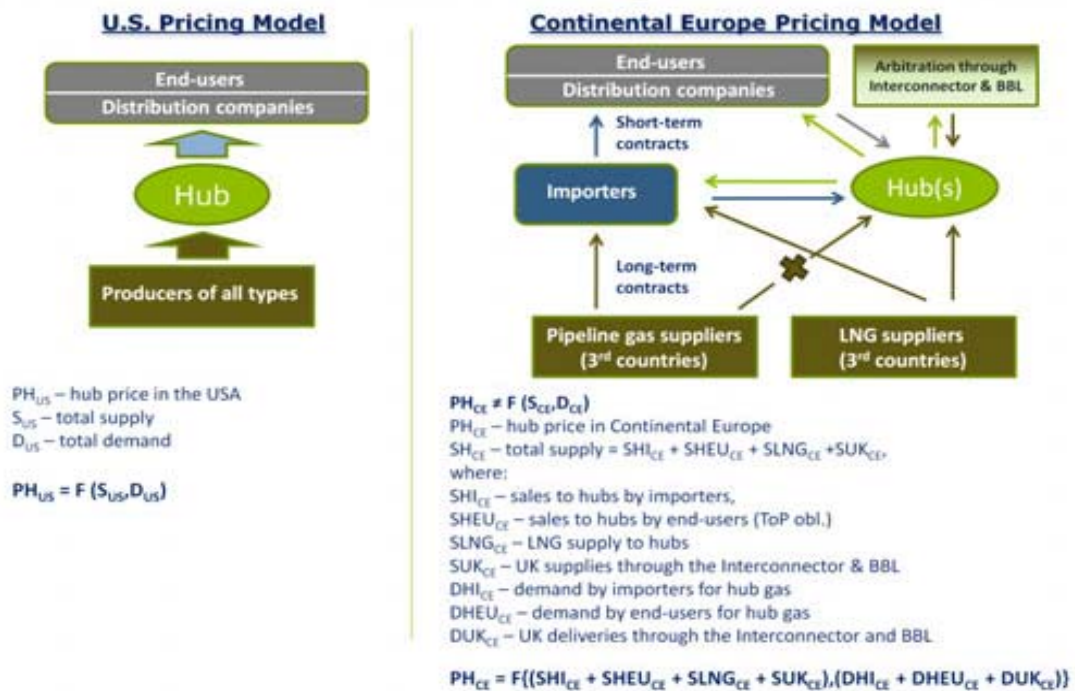 U.S. Pricing Model
End-users
Distribution companies
Hub
Producers of all types
PH_US – hub price in the USA
S_US – total supply
D_US – total demand
PH_US = F (S_US,D_US)
Continental Europe Pricing Model
End-users
Distribution companies
Arbitration through
Interconnector & BBL
Short-term
contracts
Importers
Hub(s)
Long-term
contracts
Pipeline gas suppliers
(3rd countries)
LNG suppliers
(3rd countries)
PH_CE ≠ F (S_CE,D_CE)
PH_CE – hub price in Continental Europe
SH_CE – total supply = SHI_CE + SHEU_CE + SLNG_CE +SUK_CE,
where:
SHI_CE – sales to hubs by importers,
SHEU_CE – sales to hubs by end-users (ToP obl.)
SLNG_CE – LNG supply to hubs
SUK_CE – UK supplies through the Interconnector & BBL
DHI_CE – demand by importers for hub gas
DHEU_CE – demand by end-users for hub gas
DUK_CE – UK deliveries through the Interconnector and BBL
PH_CE = F{(SHI_CE + SHEU_CE + SLNG_CE + SUK_CE),(DHI_CE + DHEU_CE + DUK_CE)}